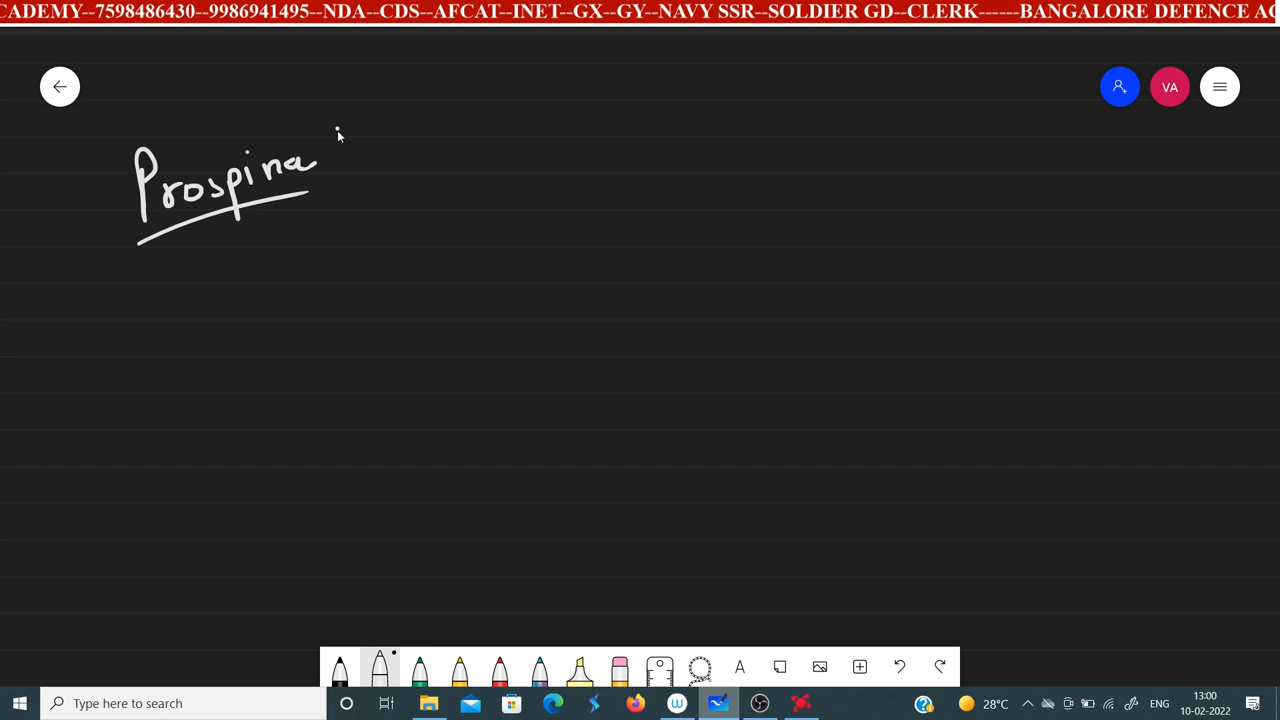 CADEMY--7598486430--9986941495--NDA--CDS--AFCAT--INET--GX--GY--NAVY SSR--SOLDIER GD--CLERK------BANGALORE DEFENCE AC
VA
Prospina
A
Type here to search
28°C
ENG
13:00
10-02-2022